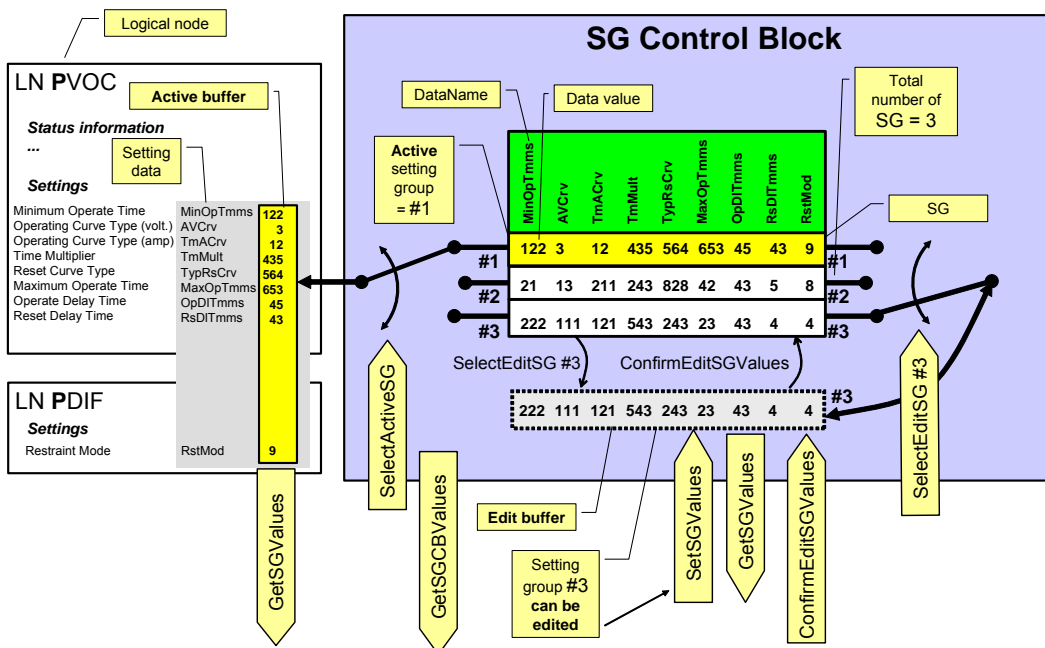 Logical node
LN PVOC
Active buffer
Status information
...
Setting
data
Settings
Minimum Operate Time MinOpTmms 122
Operating Curve Type (volt.) AVCrv 3
Operating Curve Type (amp) TmACrv 12
Time Multiplier TmMult 435
Reset Curve Type TypRsCrv 564
Maximum Operate Time MaxOpTmms 653
Operate Delay Time OpDlTmms 45
Reset Delay Time RsDlTmms 43
LN PDIF
Settings
Restraint Mode RstMod 9
GetSGValues
SelectActiveSG
GetSGCBValues
SG Control Block
DataName
Data value
Total
number of
SG = 3
Active
setting
group
= #1
SG
MinOpTmms AVCrv TmACrv TmMult TypRsCrv MaxOpTmms OpDlTmms RsDlTmms RstMod
#1 122 3 12 435 564 653 45 43 9 #1
#2 21 13 211 243 828 42 43 5 8 #2
#3 222 111 121 543 243 23 43 4 4 #3
SelectEditSG #3
ConfirmEditSGValues
222 111 121 543 243 23 43 4 4 #3
SelectEditSG #3
Edit buffer
Setting
group #3
can be
edited
SetSGValues
GetSGValues
ConfirmEditSGValues